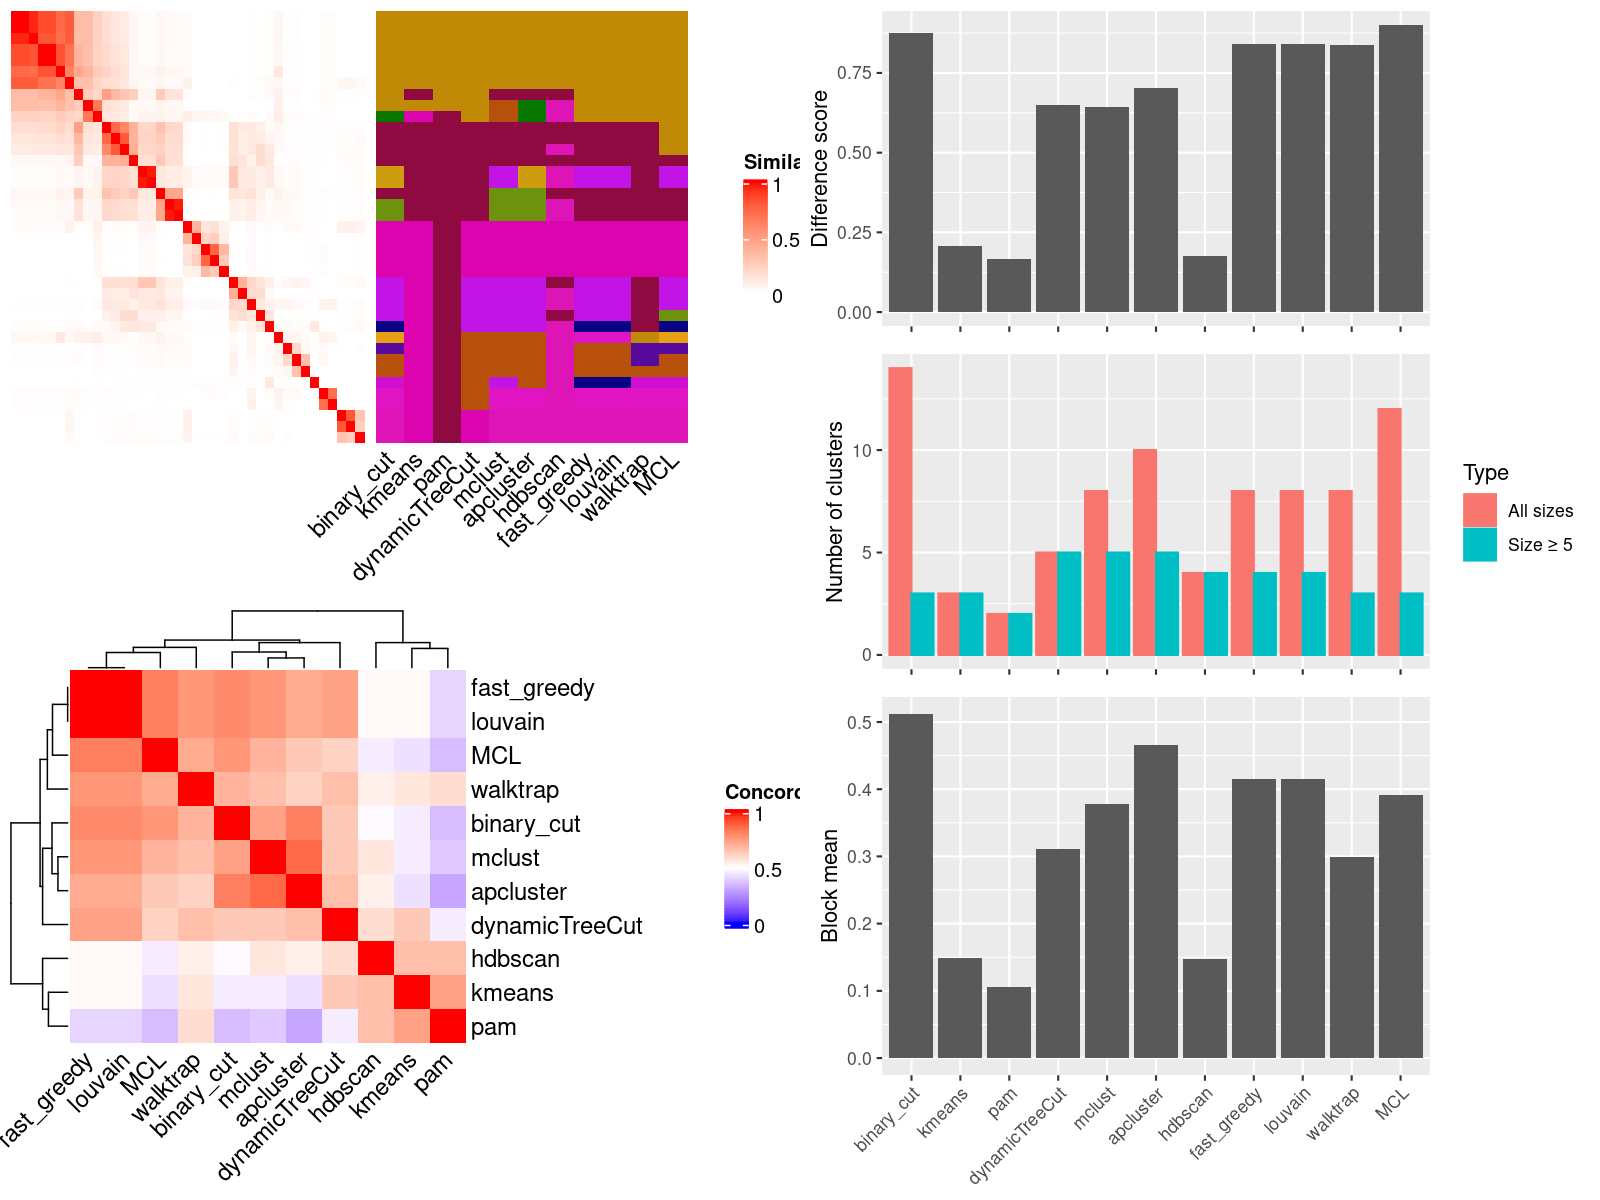 Simila
1
0.5
0
binary_cut
kmeans
pam
dynamicTreeCut
mclust
apcluster
hdbscan
fast_greedy
louvain
walktrap
MCL
fast_greedy
louvain
MCL
walktrap
binary_cut
mclust
apcluster
dynamicTreeCut
hdbscan
kmeans
pam
fast_greedy
louvain
MCL
walktrap
binary_cut
mclust
apcluster
dynamicTreeCut
hdbscan
kmeans
pam
Concord
1
0.5
0
Difference score
0.75
0.50
0.25
0.00
Number of clusters
10
5
0
Type
All sizes
Size ≥ 5
Block mean
0.5
0.4
0.3
0.2
0.1
0.0
binary_cut
kmeans
pam
dynamicTreeCut
mclust
apcluster
hdbscan
fast_greedy
louvain
walktrap
MCL